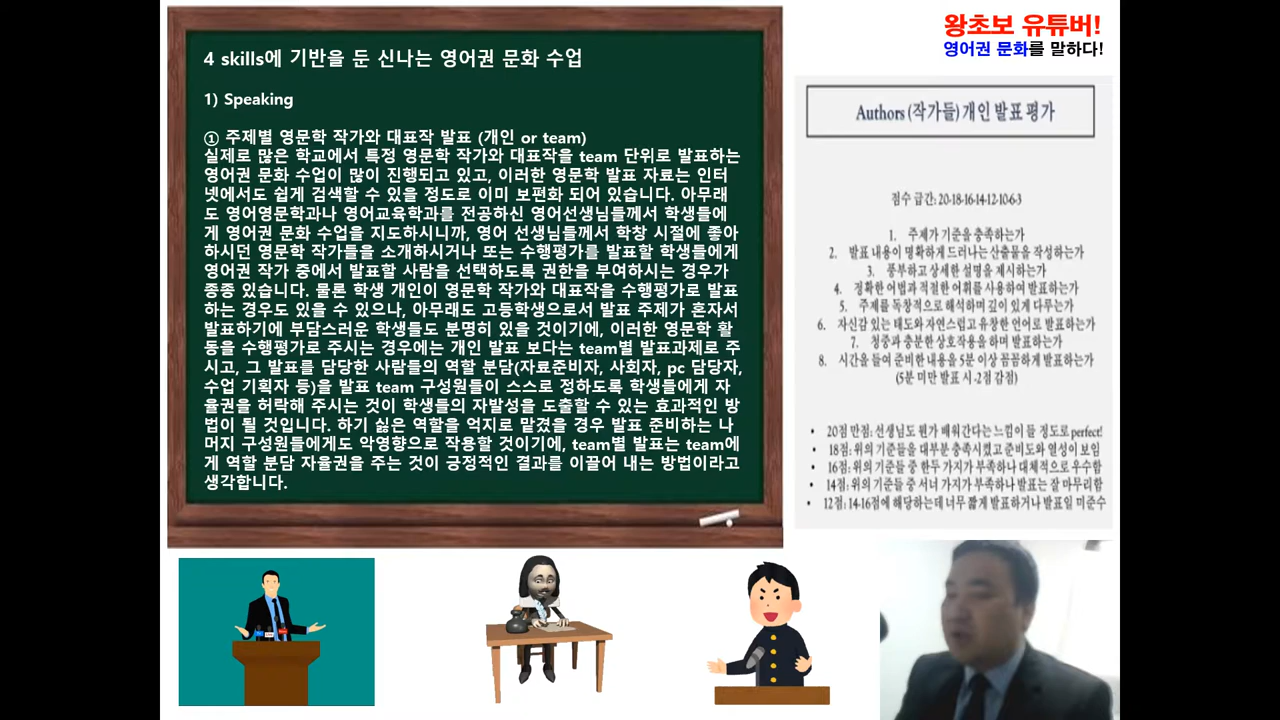 4 skills에 기반을 둔 신나는 영어권 문화 수업
1) Speaking
① 주제별 영문학 작가와 대표작 발표 (개인 or team)
실제로 많은 학교에서 특정 영문학 작가와 대표작을 team 단위로 발표하는
영어권 문화 수업이 많이 진행되고 있고, 이러한 영문학 발표 자료는 인터
넷에서도 쉽게 검색할 수 있을 정도로 이미 보편화 되어 있습니다. 아무래
도 영어영문학과나 영어교육학과를 전공하신 영어선생님들께서 학생들에
게 영어권 문화 수업을 지도하시니까, 영어 선생님들께서 학창 시절에 좋아
하시던 영문학 작가들을 소개하시거나 또는 수행평가를 발표할 학생들에게
영어권 작가 중에서 발표할 사람을 선택하도록 권한을 부여하시는 경우가
종종 있습니다. 물론 학생 개인이 영문학 작가와 대표작을 수행평가로 발표
하는 경우도 있을 수 있으나, 아무래도 고등학생으로서 발표 주제가 혼자서
발표하기에 부담스러운 학생들도 분명히 있을 것이기에, 이러한 영문학 활
동을 수행평가로 주시는 경우에는 개인 발표 보다는 team별 발표과제로 주
시고, 그 발표를 담당한 사람들의 역할 분담(자료준비자, 사회자, pc 담당자,
수업 기획자 등)을 발표 team 구성원들이 스스로 정하도록 학생들에게 자
율권을 허락해 주시는 것이 학생들의 자발성을 도출할 수 있는 효과적인 방
법이 될 것입니다. 하기 싫은 역할을 억지로 맡겼을 경우 발표 준비하는 나
머지 구성원들에게도 악영향으로 작용할 것이기에, team별 발표는 team에
게 역할 분담 자율권을 주는 것이 긍정적인 결과를 이끌어 내는 방법이라고
생각합니다.
왕초보 유튜버!
영어권 문화를 말하다!
Authors (작가들) 개인 발표 평가
점수 급간: 20-18-16-14-12-10-6-3
1. 주제가 기준을 충족하는가
2. 발표 내용이 명확하게 드러나는 산출물을 작성하는가
3. 풍부하고 상세한 설명을 제시하는가
4. 정확한 어법과 적절한 어휘를 사용하여 발표하는가
5. 주제를 독창적으로 해석하며 깊이 있게 다루는가
6. 자신감 있는 태도와 자연스럽고 유창한 언어로 발표하는가
7. 청중과 충분한 상호작용을 하며 발표하는가
8. 시간을 들여 준비한 내용을 5분 이상 꼼꼼하게 발표하는가
(5분 미만 발표 시 -2점 감점)
• 20점 만점: 선생님도 뭔가 배워간다는 느낌이 들 정도로 perfect!
• 18점: 위의 기준들을 대부분 충족시켰고 준비도와 열성이 보임
• 16점: 위의 기준들 중 한두 가지가 부족하나 대체적으로 우수함
• 14점: 위의 기준들 중 서너 가지가 부족하나 발표는 잘 마무리함
• 12점: 14-16점에 해당하는데 너무 짧게 발표하거나 발표일 미준수